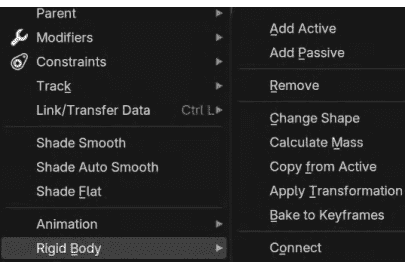 Parent
Modifiers
Constraints
Track
Link/Transfer Data Ctrl L
Shade Smooth
Shade Auto Smooth
Shade Flat
Animation
Rigid Body
Add Active
Add Passive
Remove
Change Shape
Calculate Mass
Copy from Active
Apply Transformation
Bake to Keyframes
Connect